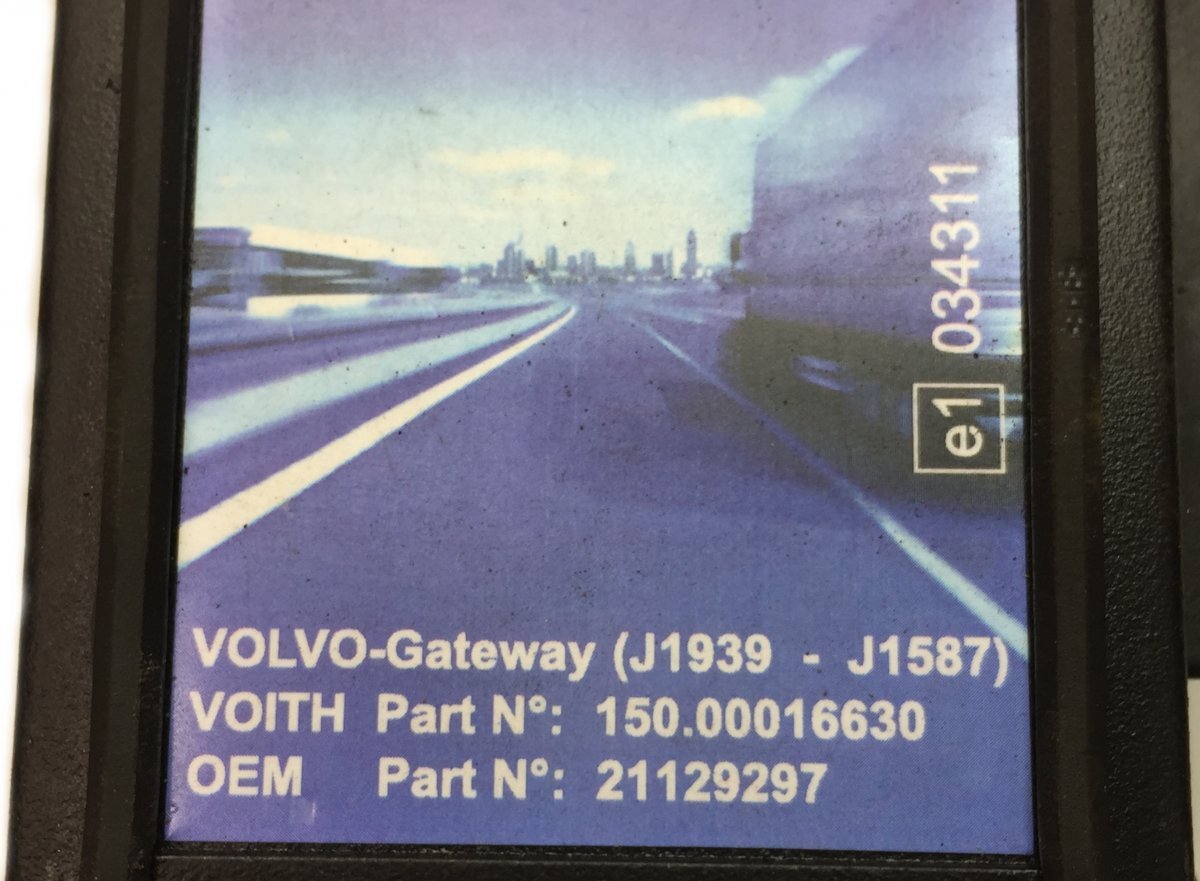 e1 034311
VOLVO-Gateway (J1939 - J1587)
VOITH Part N°: 150.00016630
OEM Part N°: 21129297